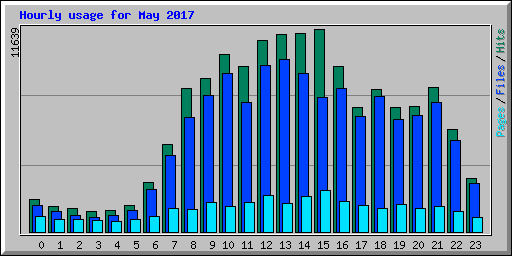 Hourly usage for May 2017
11639
Pages/Files/Hits
0 1 2 3 4 5 6 7 8 9 10 11 12 13 14 15 16 17 18 19 20 21 22 23